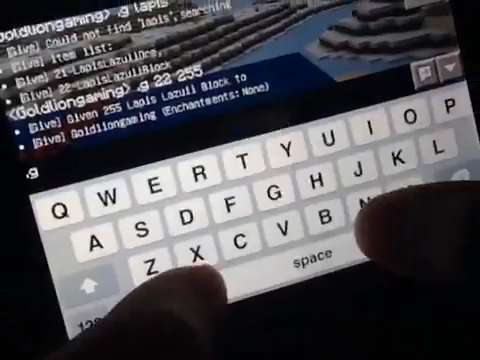 Goldliongaming> .g lapis
• [Give] Could not find "lapis", searching
• [Give] Item list:
• [Give] 21-LapisLazuliOre,
• [Give] 22-LapisLazuliBlock
<Goldliongaming> .g 22 255
• [Give] Given 255 Lapis Lazuli Block to
• [Give] Goldliongaming (Enchantments: None)
.g
Q W E R T Y U I O P
A S D F G H J K L
Z X C V B N
space